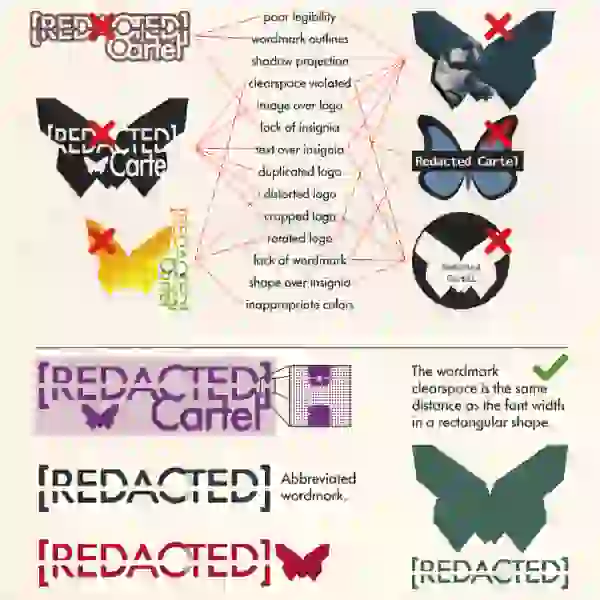 [REDACTED]
Cartel
poor legibility
wordmark outlines
shadow projection
clearspace violated
image over logo
lack of insignia
text over insignia
duplicated logo
distorted logo
cropped logo
rotated logo
lack of wordmark
shape over insignia
inappropriate colors
[REDACTED]
Cartel
Redacted Cartel
[REDACTED]
Cartel
Redacted
Cartel
[REDACTED]
Cartel
The wordmark
clearspace is the same
distance as the font width
in a rectangular shape.
[REDACTED]
Abbreviated
wordmark.
[REDACTED]
[REDACTED]